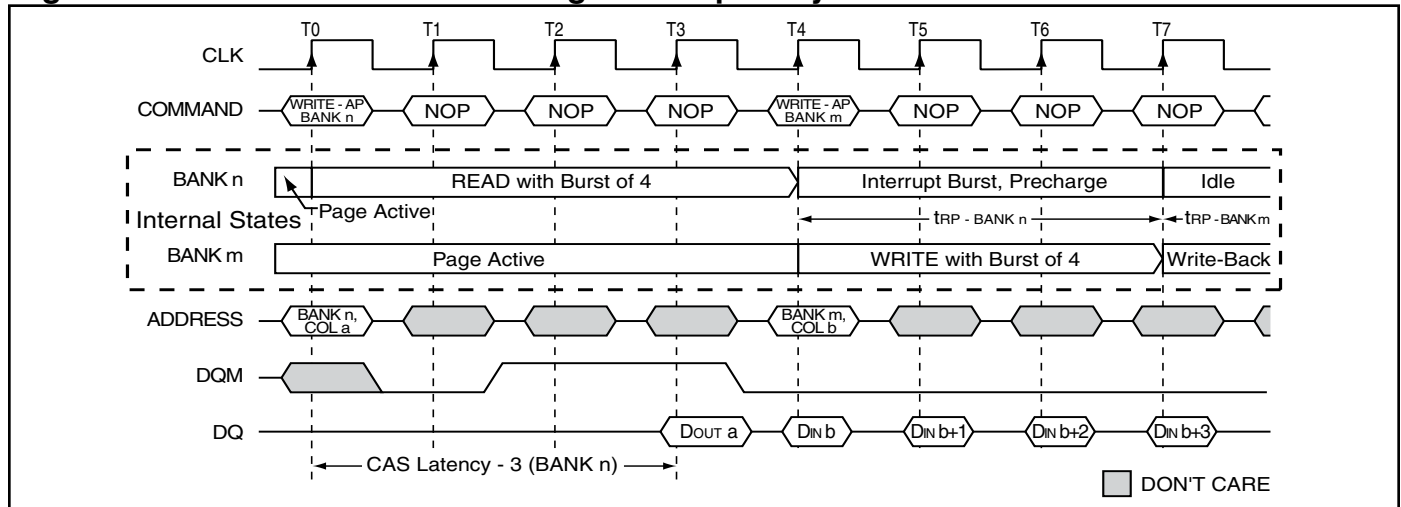 T0 T1 T2 T3 T4 T5 T6 T7
CLK
COMMAND
WRITE - AP
BANK n
NOP
NOP
NOP
WRITE - AP
BANK m
NOP
NOP
NOP
BANK n
READ with Burst of 4
Interrupt Burst, Precharge
Idle
Internal States
Page Active
tRP - BANK n
tRP - BANK m
BANK m
Page Active
WRITE with Burst of 4
Write-Back
ADDRESS
BANK n,
COL a
BANK m,
COL b
DQM
DQ
DOUT a
DIN b
DIN b+1
DIN b+2
DIN b+3
CAS Latency - 3 (BANK n)
DON'T CARE